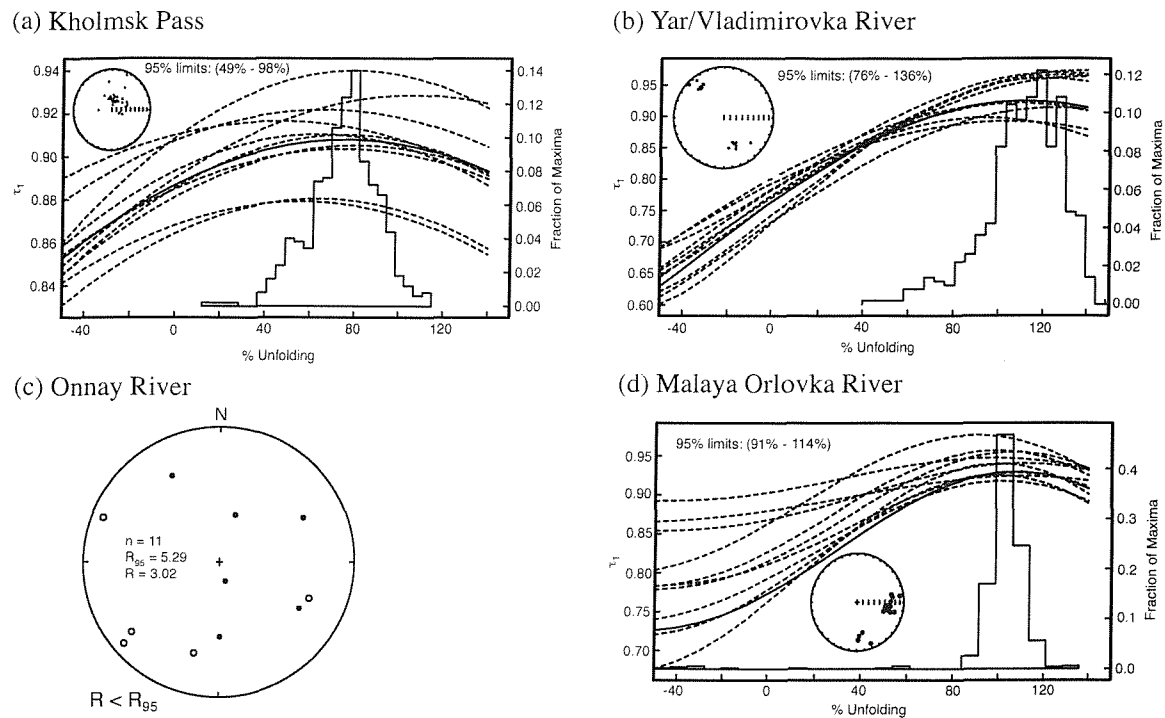 (a) Kholmsk Pass
95% limits: (49% - 98%)
0.94
0.92
0.90
0.88
0.86
0.84
τ1
0.14
0.12
0.10
0.08
0.06
0.04
0.02
0.00
Fraction of Maxima
-40 0 40 80 120
% Unfolding
(b) Yar/Vladimirovka River
95% limits: (76% - 136%)
0.95
0.90
0.85
0.80
0.75
0.70
0.65
0.60
τ1
0.12
0.10
0.08
0.06
0.04
0.02
0.00
Fraction of Maxima
-40 0 40 80 120
% Unfolding
(c) Onnay River
N
n = 11
R95 = 5.29
R = 3.02
R < R95
(d) Malaya Orlovka River
95% limits: (91% - 114%)
0.95
0.90
0.85
0.80
0.75
0.70
τ1
0.4
0.3
0.2
0.1
0.0
Fraction of Maxima
-40 0 40 80 120
% Unfolding